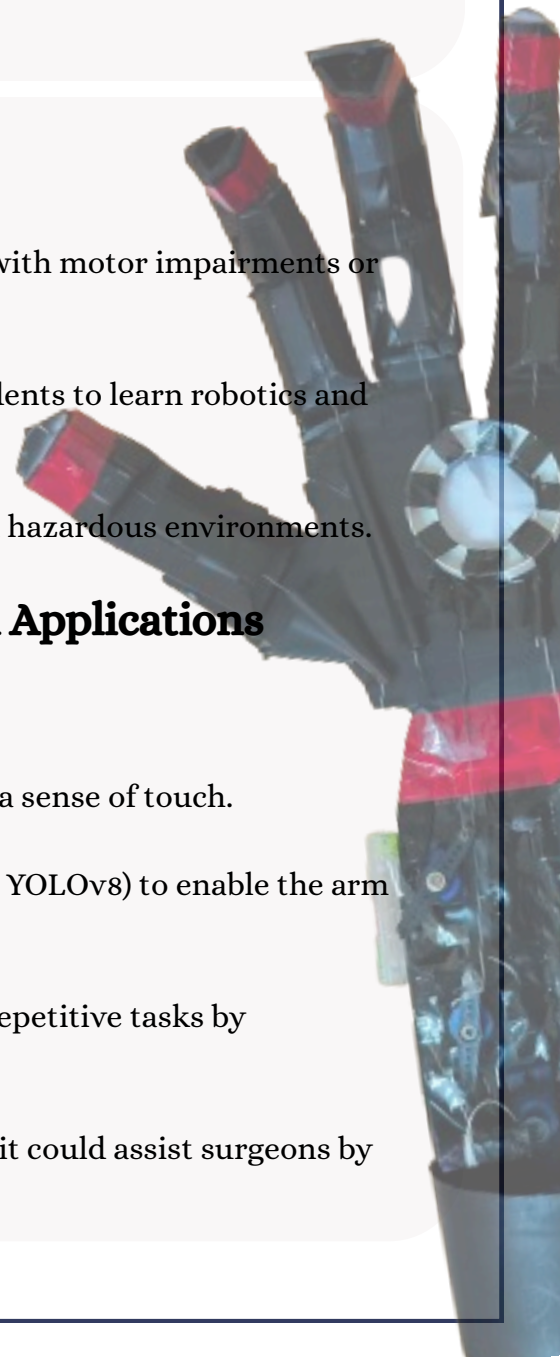 with motor impairments or
dents to learn robotics and
hazardous environments.
Applications
a sense of touch.
YOLOv8) to enable the arm
epetitive tasks by
it could assist surgeons by